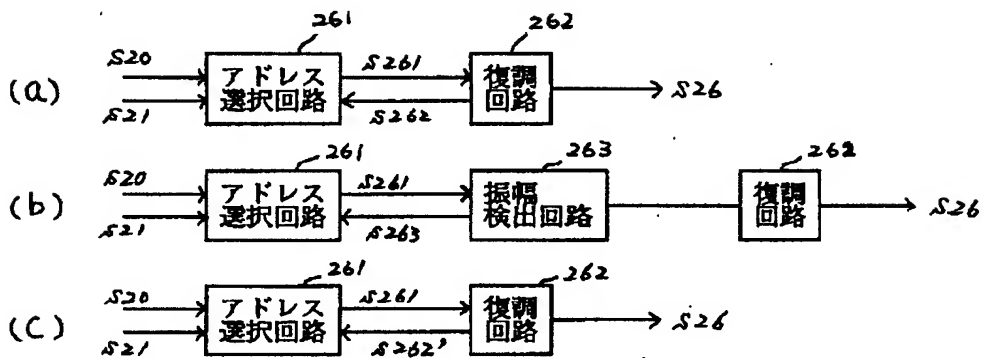 261
262
(a)
S20
アドレス
選択回路
S261
復調
回路
S26
S21
S262
261
263
262
(b)
S20
アドレス
選択回路
S261
振幅
検出回路
復調
回路
S26
S21
S263
261
262
(C)
S20
アドレス
選択回路
S261
復調
回路
S26
S21
S262'